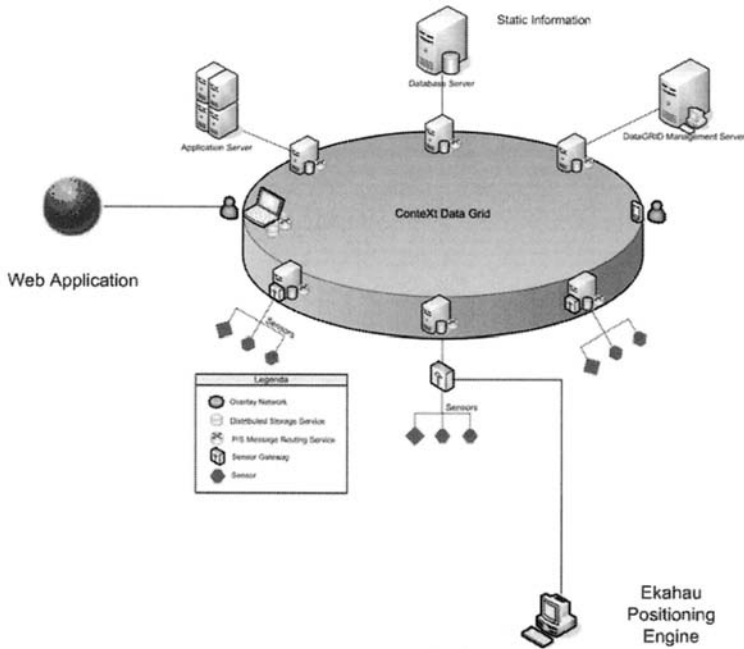 Static Information
Database Server
Application Server
DataGRID Management Server
ConteXt Data Grid
Web Application
Sensors
Sensors
Legenda
Overlay Network
Distributed Storage Service
P/S Message Routing Service
Sensor Gateway
Sensor
Ekahau
Positioning
Engine